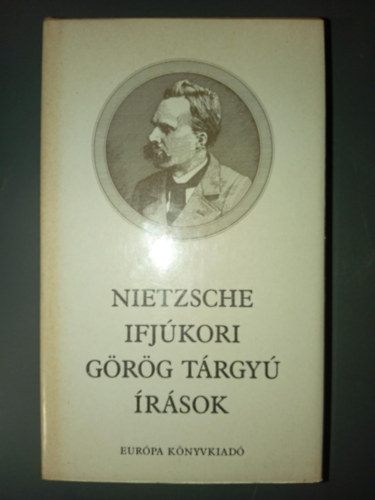 NIETZSCHE
IFJÚKORI
GÖRÖG TÁRGYÚ
ÍRÁSOK
EURÓPA KÖNYVKIADÓ